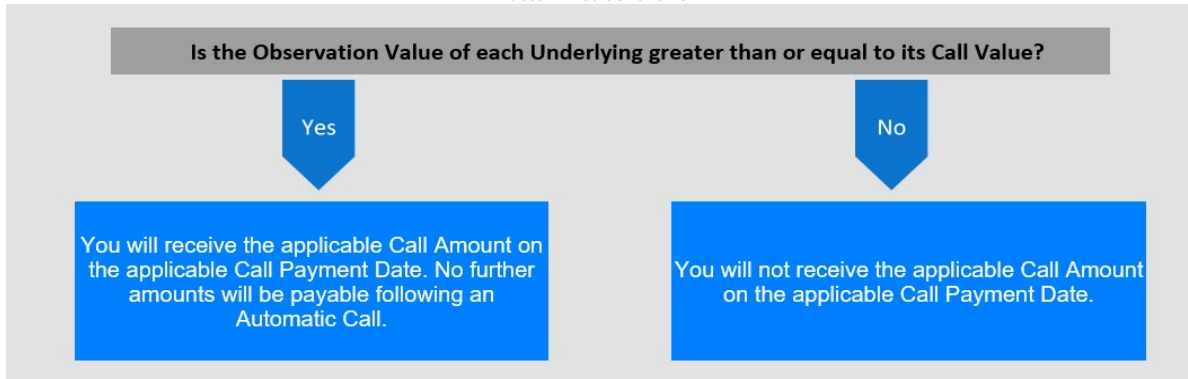 Is the Observation Value of each Underlying greater than or equal to its Call Value?
Yes
No
You will receive the applicable Call Amount on
the applicable Call Payment Date. No further
amounts will be payable following an
Automatic Call.
You will not receive the applicable Call Amount
on the applicable Call Payment Date.